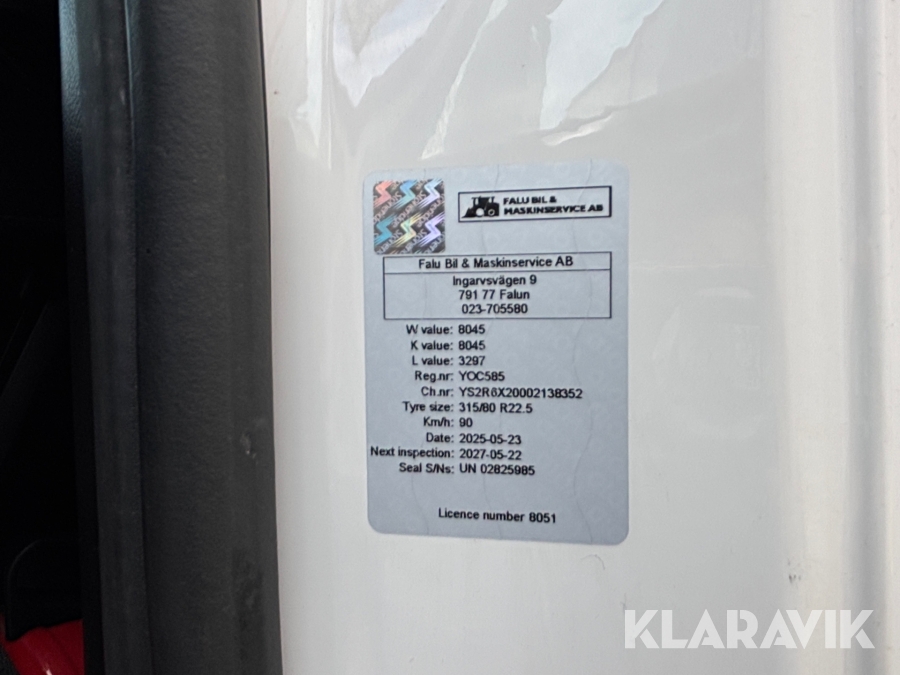 FALU BIL &
MASKINSERVICE AB
Falu Bil & Maskinservice AB
Ingarvsvägen 9
791 77 Falun
023-705580
W value: 8045
K value: 8045
L value: 3297
Reg.nr: YOC585
Ch.nr: YS2R6X20002138352
Tyre size: 315/80 R22.5
Km/h: 90
Date: 2025-05-23
Next inspection: 2027-05-22
Seal S/Ns: UN 02825985
Licence number 8051
KLARAVIK